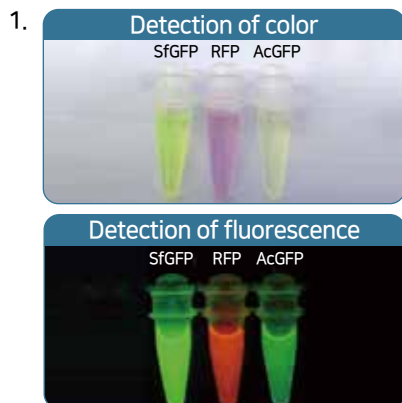 1.
Detection of color
SfGFP RFP AcGFP
Detection of fluorescence
SfGFP RFP AcGFP